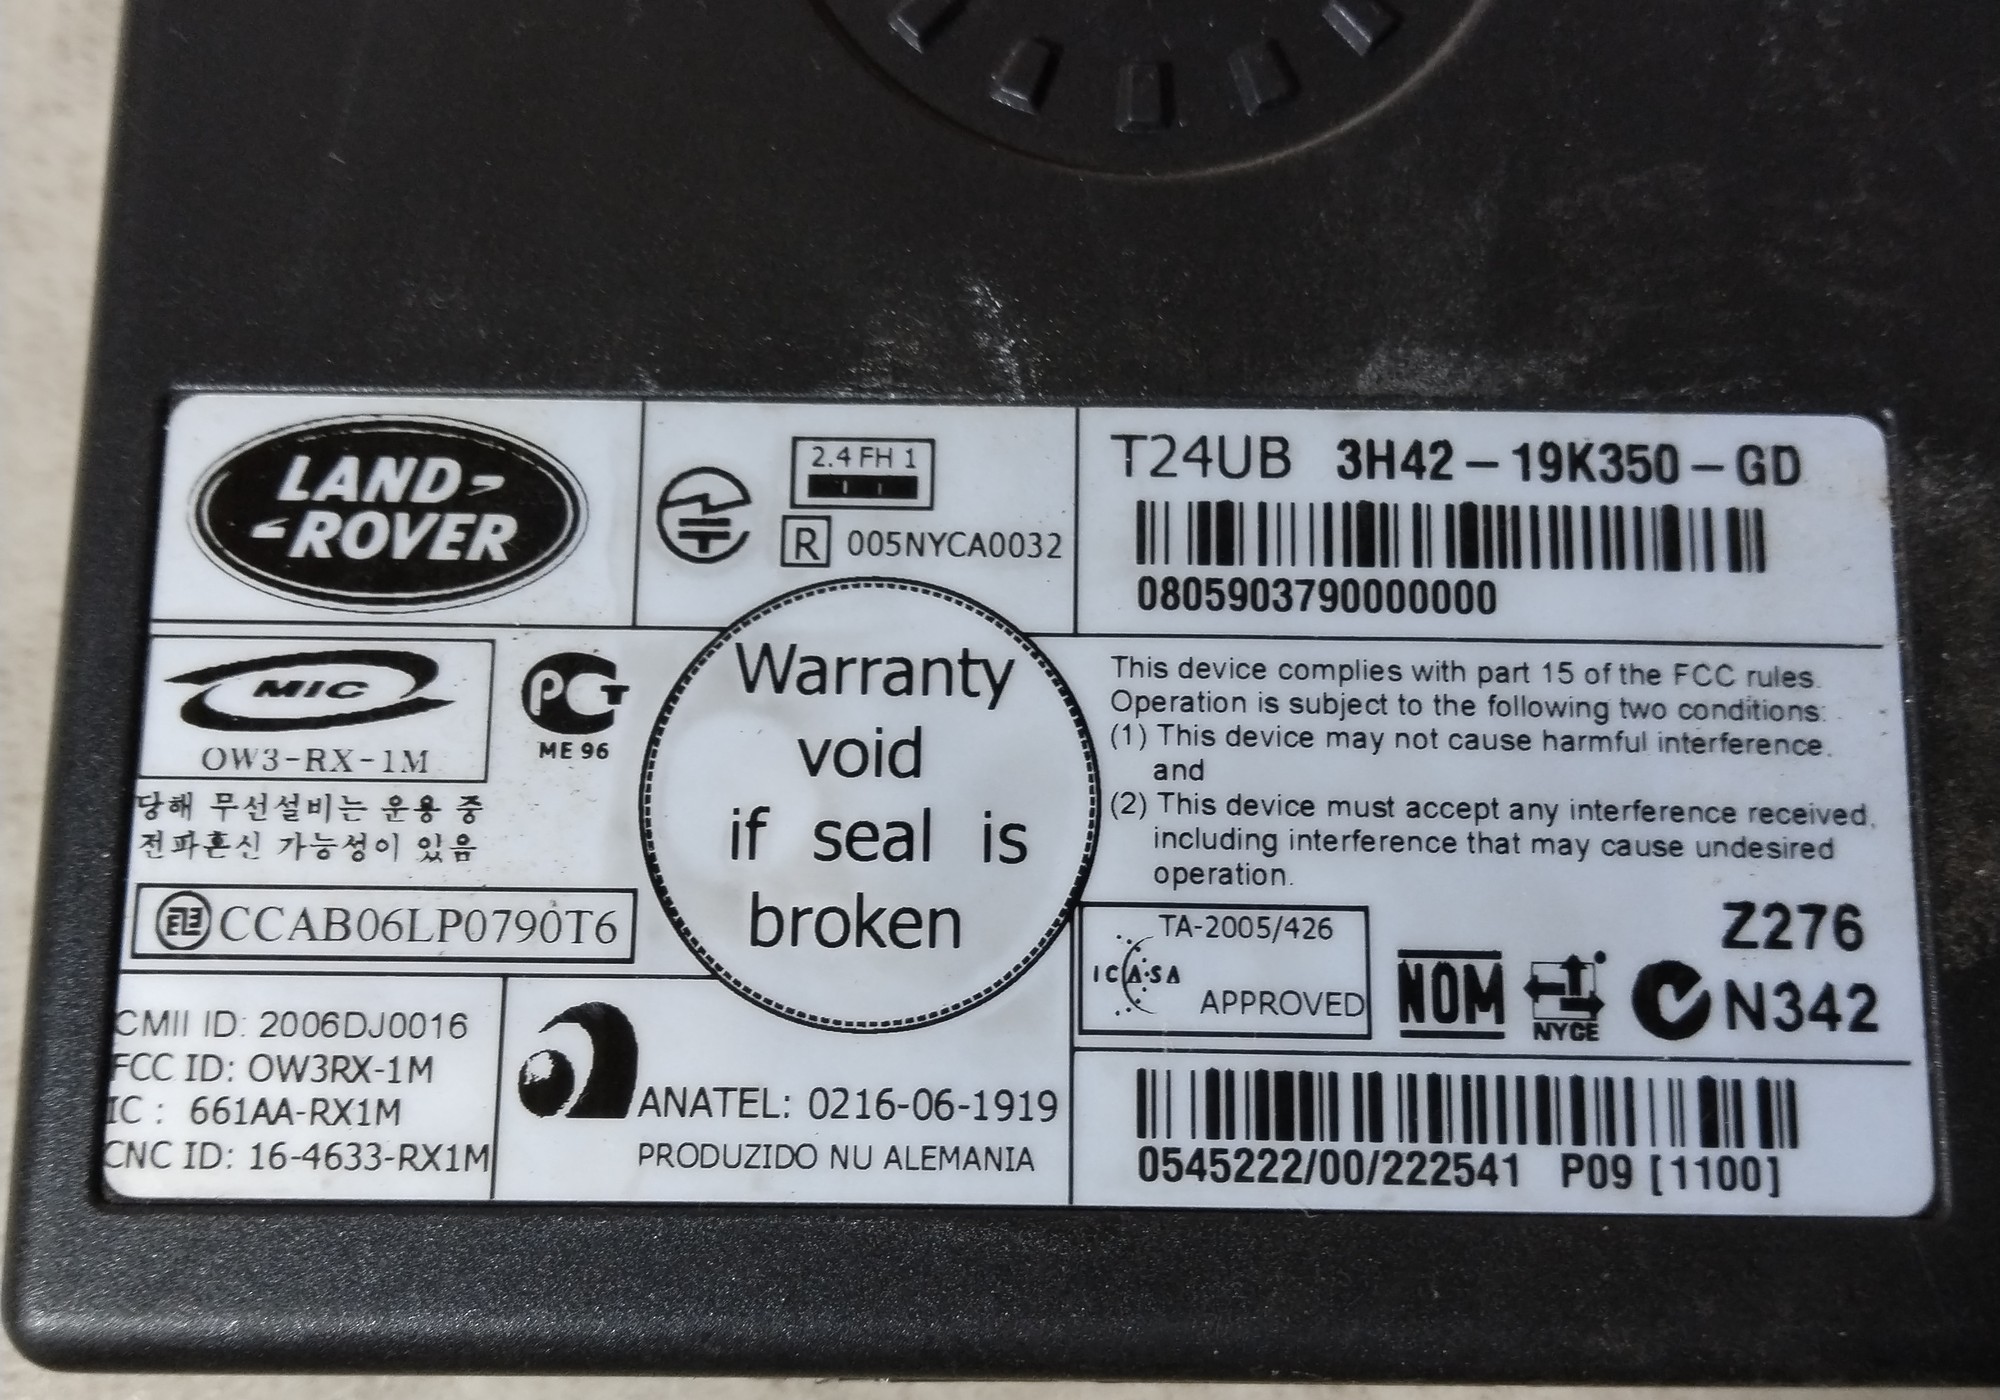 LAND-
-ROVER
2.4 FH 1
R 005NYCA0032
T24UB 3H42-19K350-GD
0805903790000000
MIC
OW3-RX-1M
당해 무선설비는 운용 중
전파혼신 가능성이 있음
PCT
ME 96
CCAB06LP0790T6
Warranty
void
if seal is
broken
This device complies with part 15 of the FCC rules.
Operation is subject to the following two conditions:
(1) This device may not cause harmful interference.
and
(2) This device must accept any interference received,
including interference that may cause undesired
operation.
TA-2005/426
ICASA
APPROVED
NOM
NYCE
Z276
N342
CMII ID: 2006DJ0016
FCC ID: OW3RX-1M
IC : 661AA-RX1M
CNC ID: 16-4633-RX1M
ANATEL: 0216-06-1919
PRODUZIDO NU ALEMANIA
0545222/00/222541 P09 [1100]